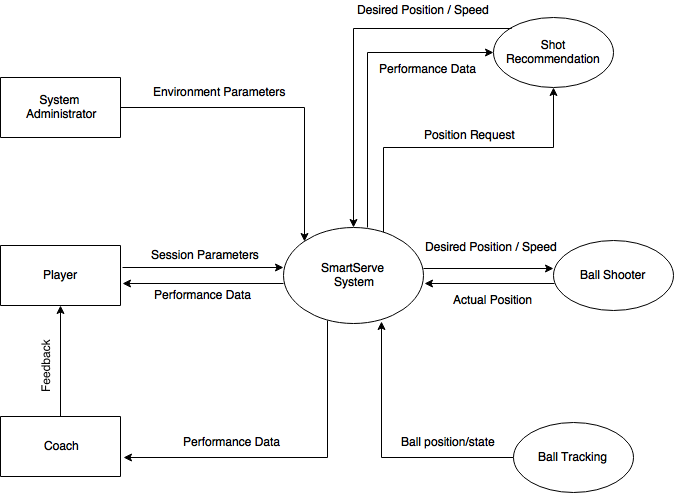 Desired Position / Speed
Shot
Recommendation
Performance Data
Environment Parameters
System
Administrator
Position Request
Session Parameters
Desired Position / Speed
SmartServe
System
Player
Ball Shooter
Performance Data
Actual Position
Feedback
Performance Data
Ball position/state
Coach
Ball Tracking